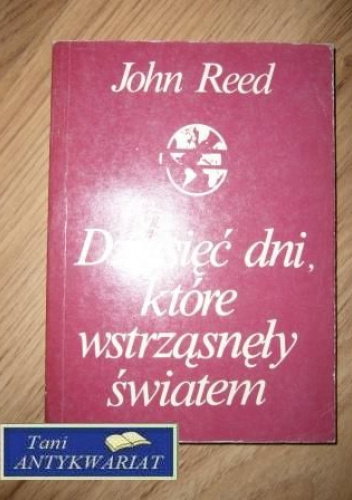 John Reed
Dziesięć dni,
które
wstrząsnęły
światem
Tani
ANTYKWARIAT